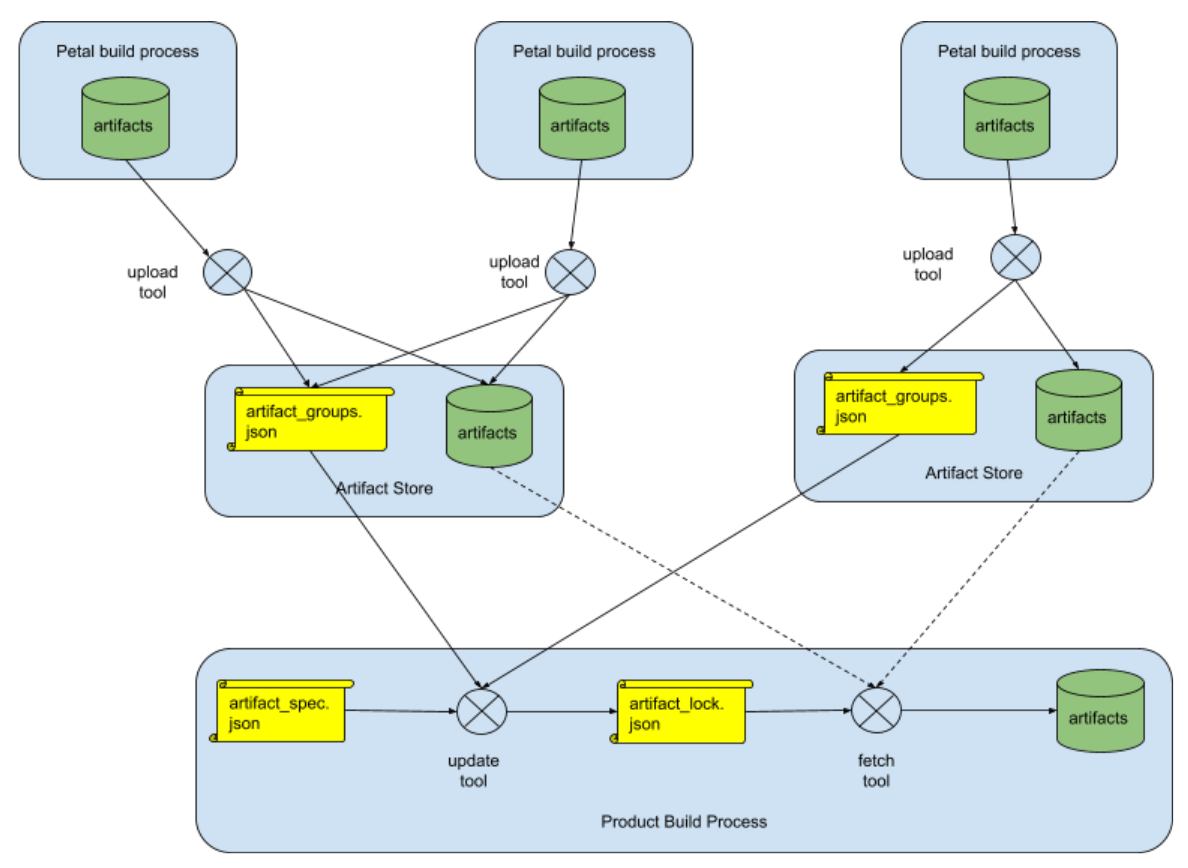 Petal build process
artifacts
Petal build process
artifacts
Petal build process
artifacts
upload
tool
upload
tool
upload
tool
artifact_groups.
json
artifacts
Artifact Store
artifact_groups.
json
artifacts
Artifact Store
artifact_spec.
json
update
tool
artifact_lock.
json
fetch
tool
artifacts
Product Build Process